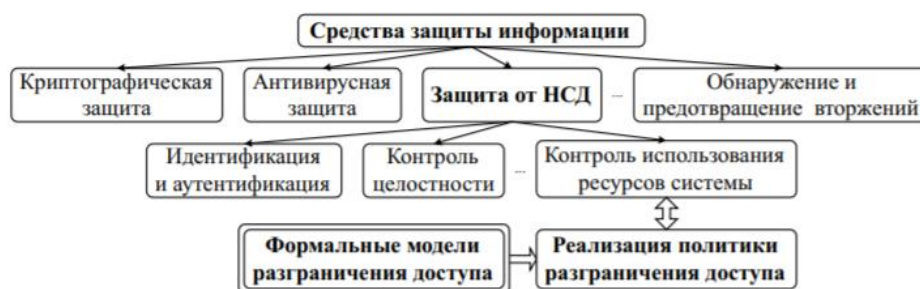 Средства защиты информации
Криптографическая
защита
Антивирусная
защита
Защита от НСД
...
Обнаружение и
предотвращение вторжений
Идентификация
и аутентификация
Контроль
целостности
...
Контроль использования
ресурсов системы
Формальные модели
разграничения доступа
Реализация политики
разграничения доступа